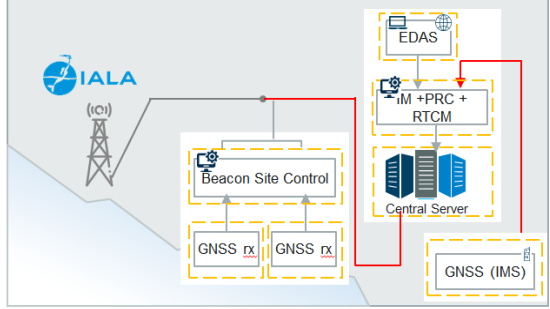 EDAS
IALA
IM +PRC +
RTCM
Beacon Site Control
Central Server
GNSS rx
GNSS rx
GNSS (IMS)